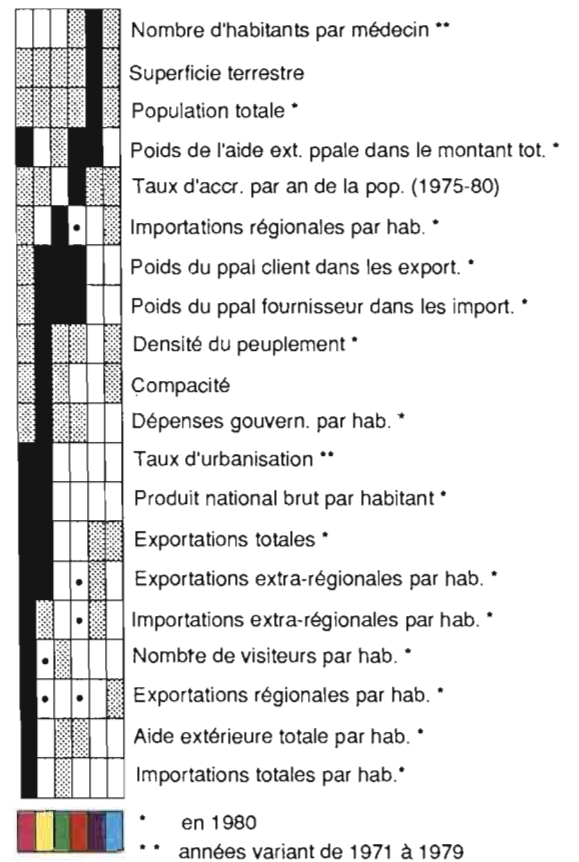 Nombre d'habitants par médecin **
Superficie terrestre
Population totale *
Poids de l'aide ext. ppale dans le montant tot. *
Taux d'accr. par an de la pop. (1975-80)
Importations régionales par hab. *
Poids du ppal client dans les export. *
Poids du ppal fournisseur dans les import. *
Densité du peuplement *
Compacité
Dépenses gouvern. par hab. *
Taux d'urbanisation **
Produit national brut par habitant *
Exportations totales *
Exportations extra-régionales par hab. *
Importations extra-régionales par hab. *
Nombre de visiteurs par hab. *
Exportations régionales par hab. *
Aide extérieure totale par hab. *
Importations totales par hab.*
* en 1980
** années variant de 1971 à 1979